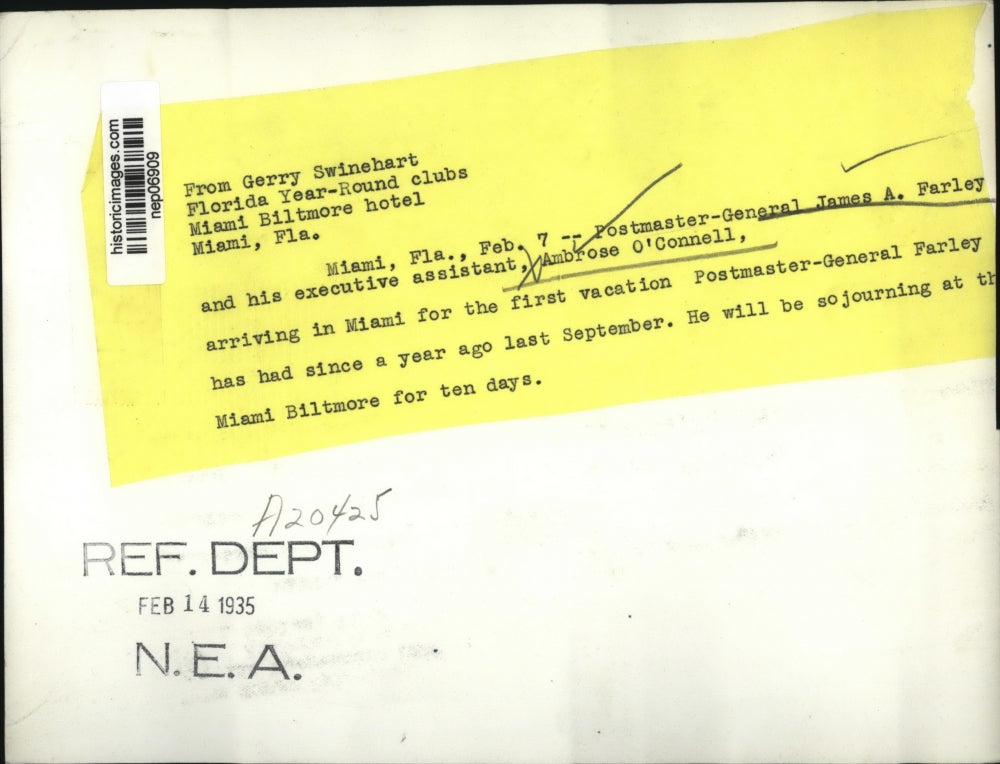 historicimages.com
nep06909
From Gerry Swinehart
Florida Year-Round clubs
Miami Biltmore hotel
Miami, Fla.
Miami, Fla., Feb. 7 -- Postmaster-General James A. Farley
and his executive assistant, Ambrose O'Connell,
arriving in Miami for the first vacation Postmaster-General Farley
has had since a year ago last September. He will be sojourning at th
Miami Biltmore for ten days.
A20425
REF. DEPT.
FEB 14 1935
N.E.A.